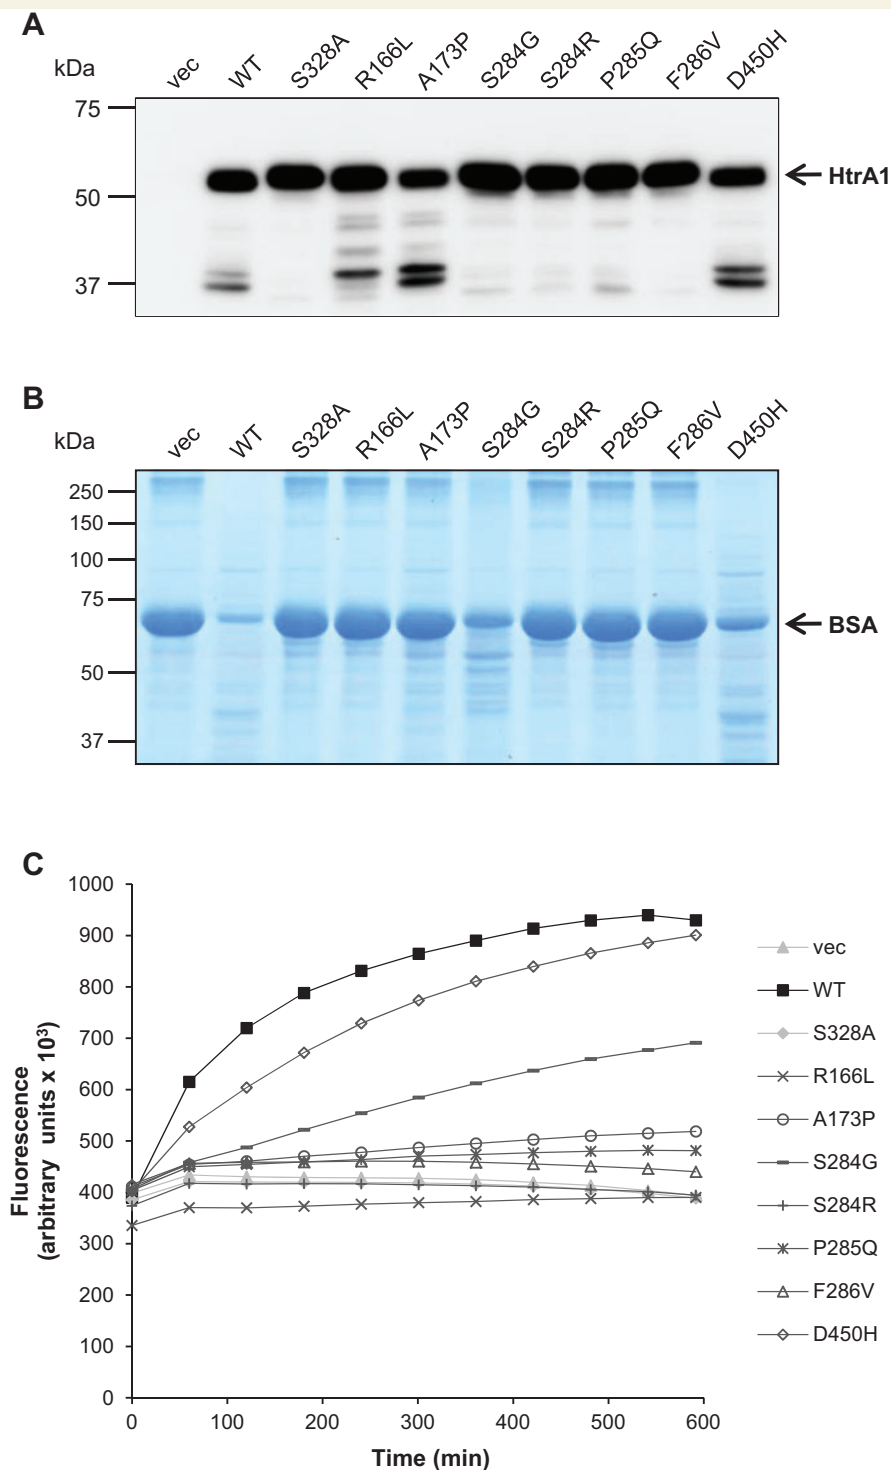 A
kDa
vec WT S328A R166L A173P S284G S284R P285Q F286V D450H
75
50
37
HtrA1
B
kDa
vec WT S328A R166L A173P S284G S284R P285Q F286V D450H
250
150
100
75
50
37
BSA
C
1000
900
800
700
600
500
400
300
200
100
0
Fluorescence
(arbitrary units x 10³)
0 100 200 300 400 500 600
Time (min)
vec
WT
S328A
R166L
A173P
S284G
S284R
P285Q
F286V
D450H